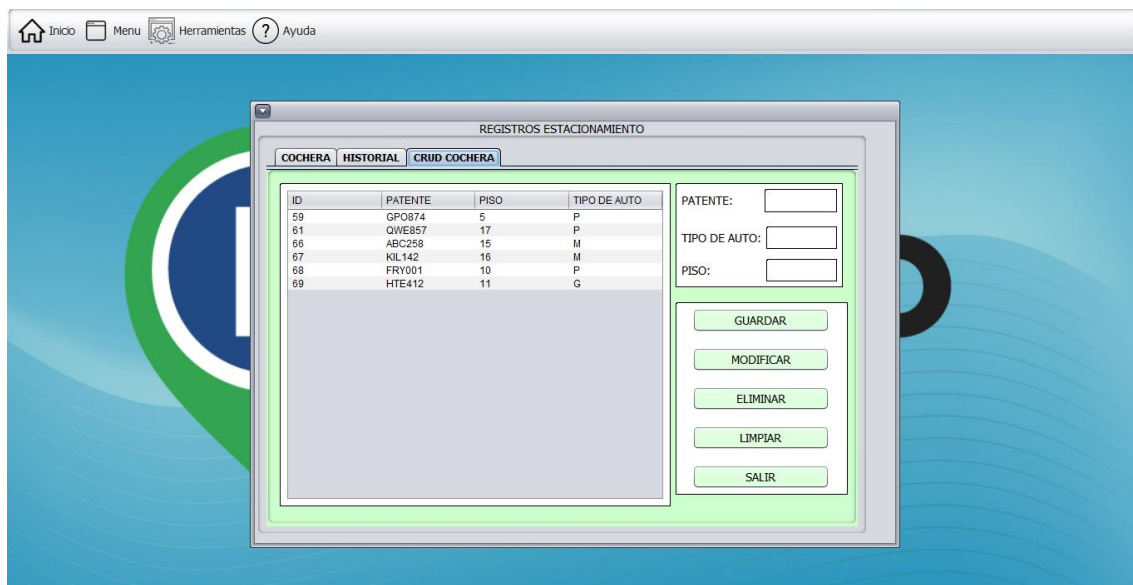 Inicio Menu Herramientas ? Ayuda
REGISTROS ESTACIONAMIENTO
COCHERA HISTORIAL CRUD COCHERA
ID PATENTE PISO TIPO DE AUTO
59 GPO874 5 P
61 QWE857 17 P
66 ABC258 15 M
67 KIL142 16 M
68 FRY001 10 P
69 HTE412 11 G
PATENTE:
TIPO DE AUTO:
PISO:
GUARDAR
MODIFICAR
ELIMINAR
LIMPIAR
SALIR